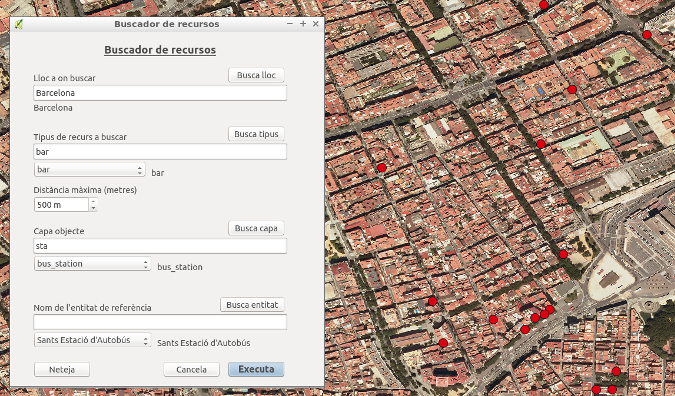 Buscador de recursos
Buscador de recursos
Lloc a on buscar
Busca lloc
Barcelona
Barcelona
Tipus de recurs a buscar
Busca tipus
bar
bar bar
Distància màxima (metres)
500 m
Capa objecte
Busca capa
sta
bus_station bus_station
Nom de l'entitat de referència
Busca entitat
Sants Estació d'Autobús Sants Estació d'Autobús
Neteja Cancela Executa